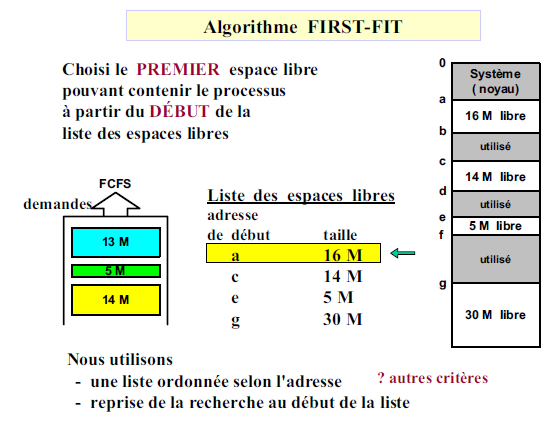 Algorithme FIRST-FIT
Choisi le PREMIER espace libre
pouvant contenir le processus
à partir du DÉBUT de la
liste des espaces libres
FCFS
demandes
13 M
5 M
14 M
Liste des espaces libres
adresse
de début taille
a 16 M
c 14 M
e 5 M
g 30 M
0
Système
( noyau)
a
16 M libre
b
utilisé
c
14 M libre
d
utilisé
e
5 M libre
f
utilisé
g
30 M libre
Nous utilisons
- une liste ordonnée selon l'adresse ? autres critères
- reprise de la recherche au début de la liste